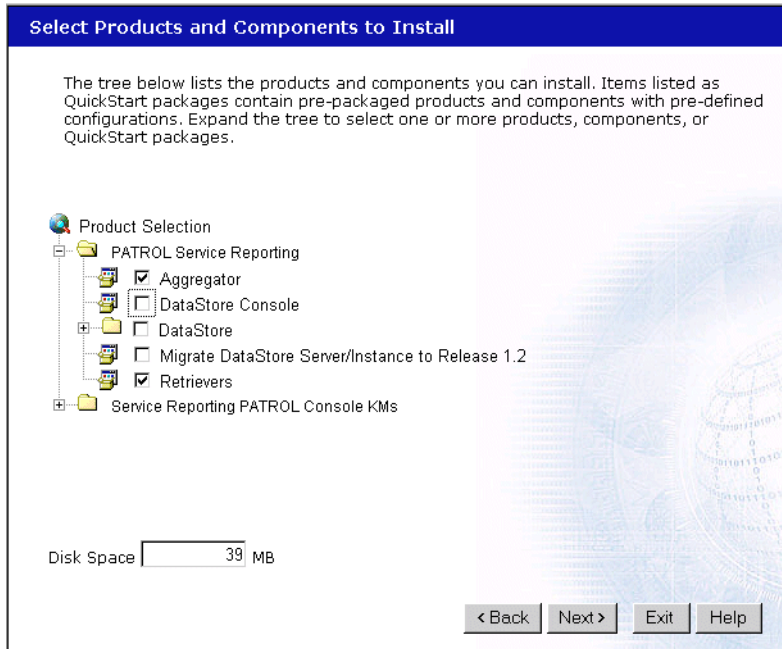 Select Products and Components to Install
The tree below lists the products and components you can install. Items listed as
QuickStart packages contain pre-packaged products and components with pre-defined
configurations. Expand the tree to select one or more products, components, or
QuickStart packages.
Product Selection
PATROL Service Reporting
Aggregator
DataStore Console
DataStore
Migrate DataStore Server/Instance to Release 1.2
Retrievers
Service Reporting PATROL Console KMs
Disk Space 39 MB
< Back Next > Exit Help